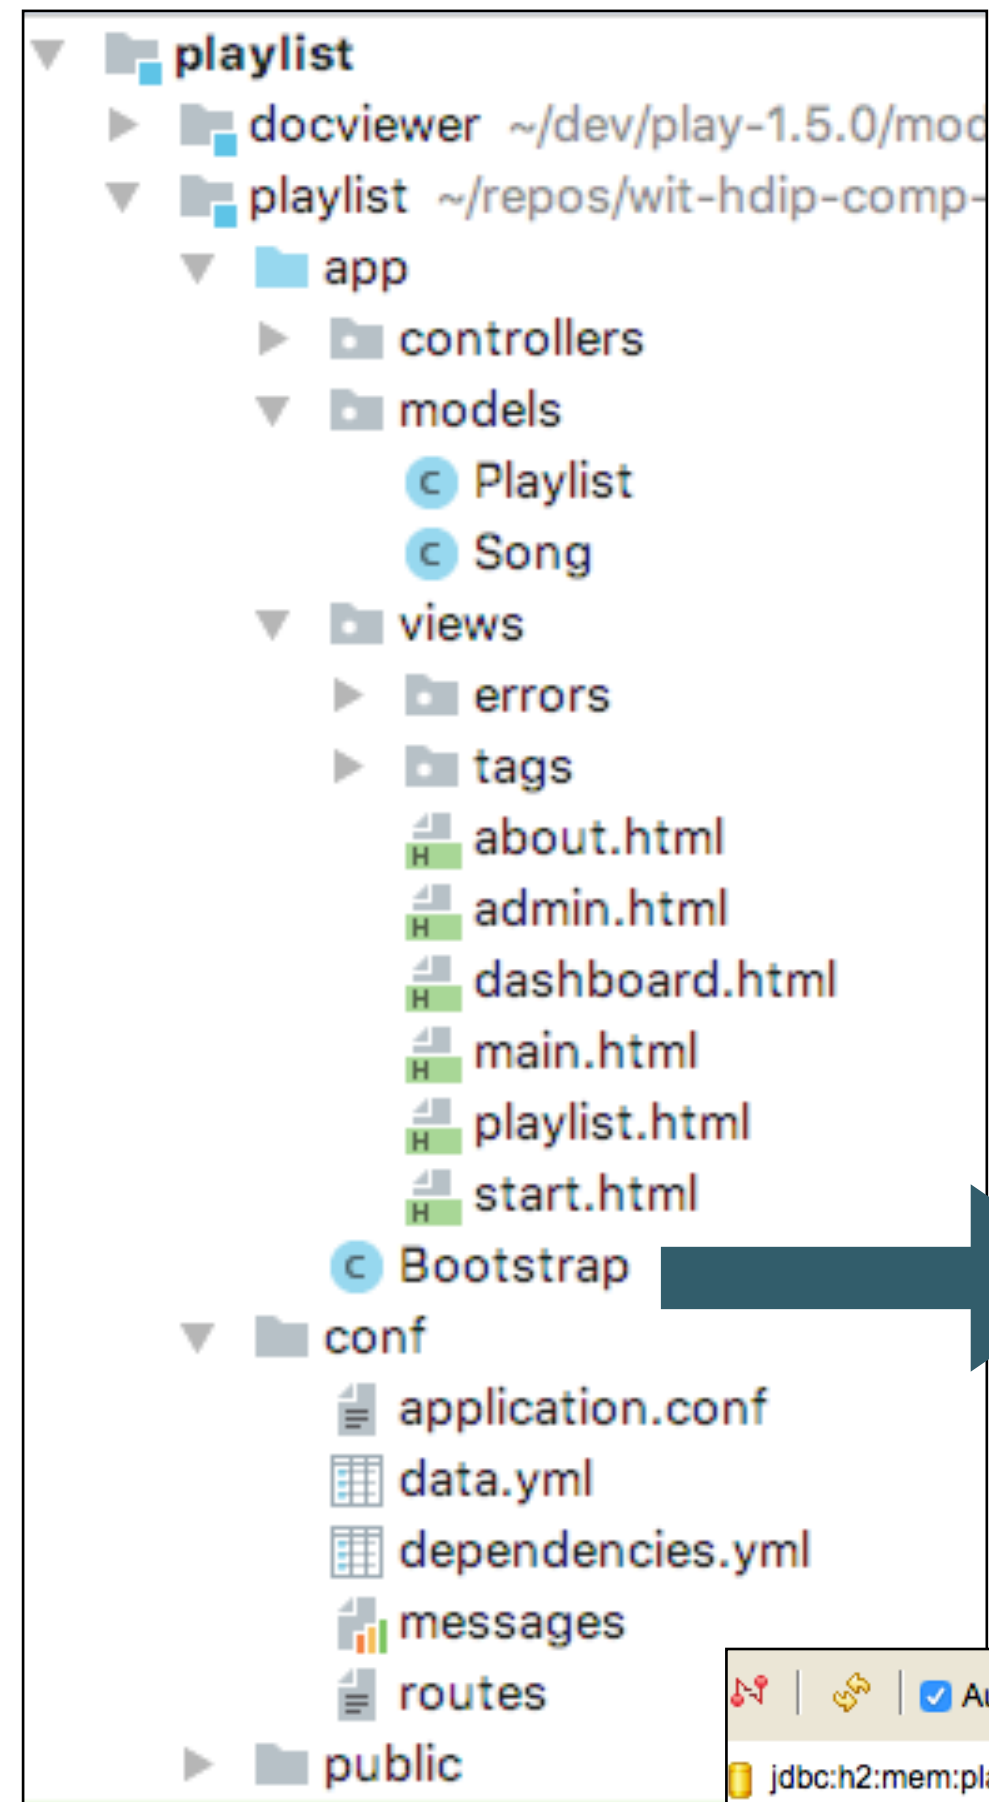 playlist
docviewer ~/dev/play-1.5.0/mod
playlist ~/repos/wit-hdip-comp-
app
controllers
models
C Playlist
C Song
views
errors
tags
H about.html
H admin.html
H dashboard.html
H main.html
H playlist.html
H start.html
C Bootstrap
conf
application.conf
data.yml
dependencies.yml
messages
routes
Au
public
jdbc:h2:mem:pla